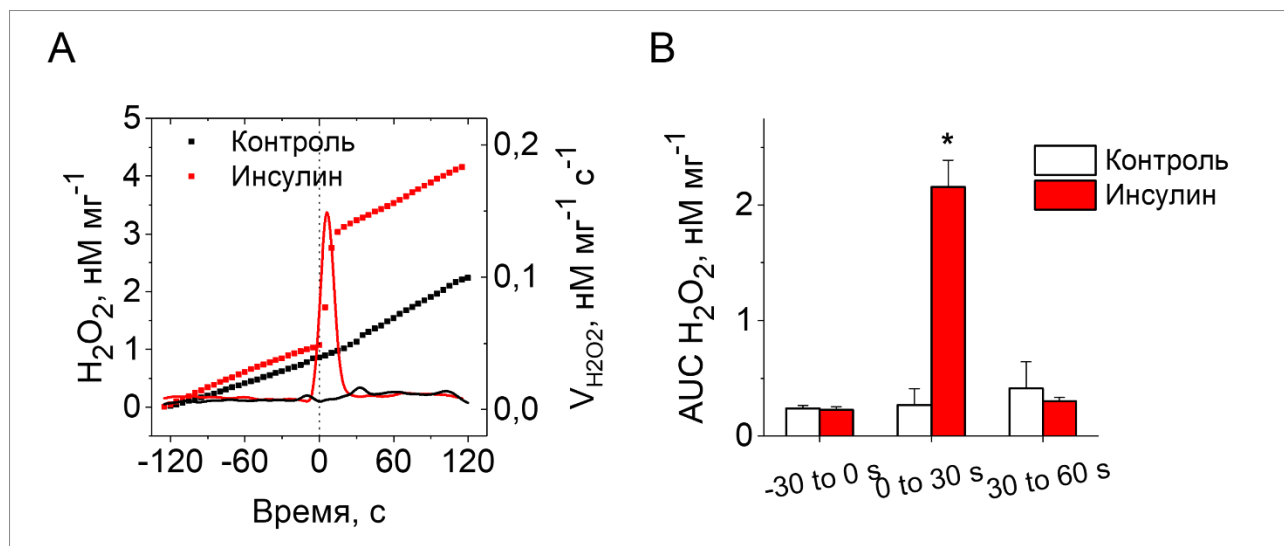 A
H₂O₂, нМ мг⁻¹
5
4
3
2
1
0
Контроль
Инсулин
0,2
0,1
0,0
V_H2O2, нМ мг⁻¹ с⁻¹
-120 -60 0 60 120
Время, с
B
AUC H₂O₂, нМ мг⁻¹
2
1
0
*
Контроль
Инсулин
-30 to 0 s
0 to 30 s
30 to 60 s